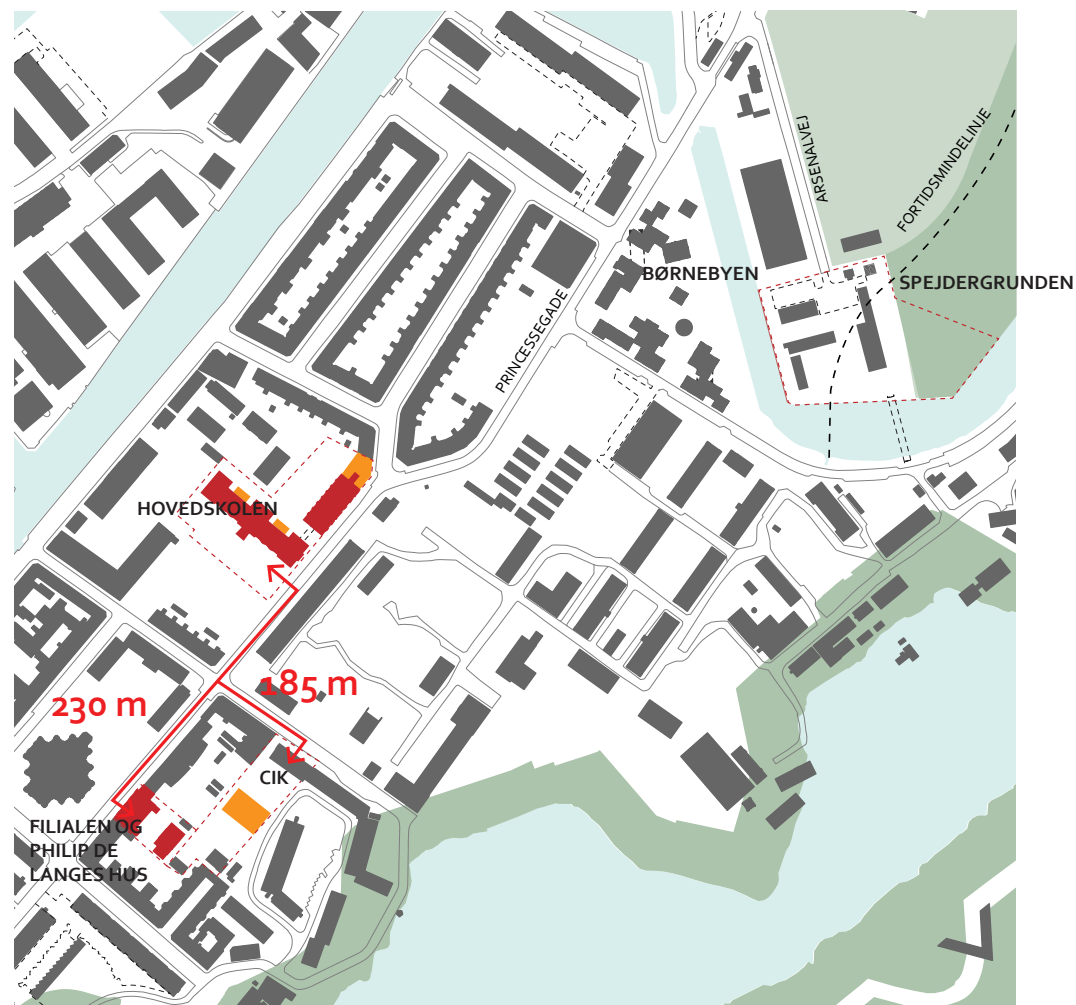 ARSENALVEJ
FORTIDSMINDELINJE
BØRNEBYEN
SPEJDERGRUNDEN
PRINCESSEGADE
HOVEDSKOLEN
185 m
230 m
CIK
FILIALEN OG
PHILIP DE
LANGES HUS